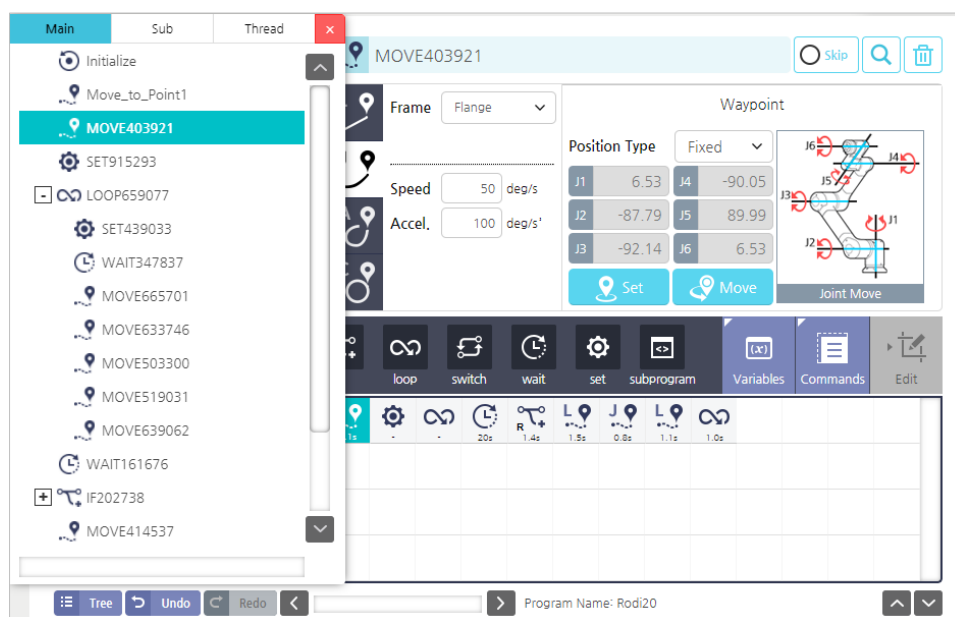 Main Sub Thread ×
Initialize
Move_to_Point1
MOVE403921
SET915293
LOOP659077
SET439033
WAIT347837
MOVE665701
MOVE633746
MOVE503300
MOVE519031
MOVE639062
WAIT161676
IF202738
MOVE414537
MOVE403921 Skip
Frame Flange
Speed 50 deg/s
Accel. 100 deg/s'
Waypoint
Position Type Fixed
J1 6.53 J4 -90.05
J2 -87.79 J5 89.99
J3 -92.14 J6 6.53
Set Move
J6 J4
J5
J3
J1
J2
Joint Move
loop switch wait set subprogram (x) Variables Commands Edit
R L J L
1s - - 20s 1.4s 1.5s 0.8s 1.1s 1.0s
Tree Undo Redo Program Name: Rodi20